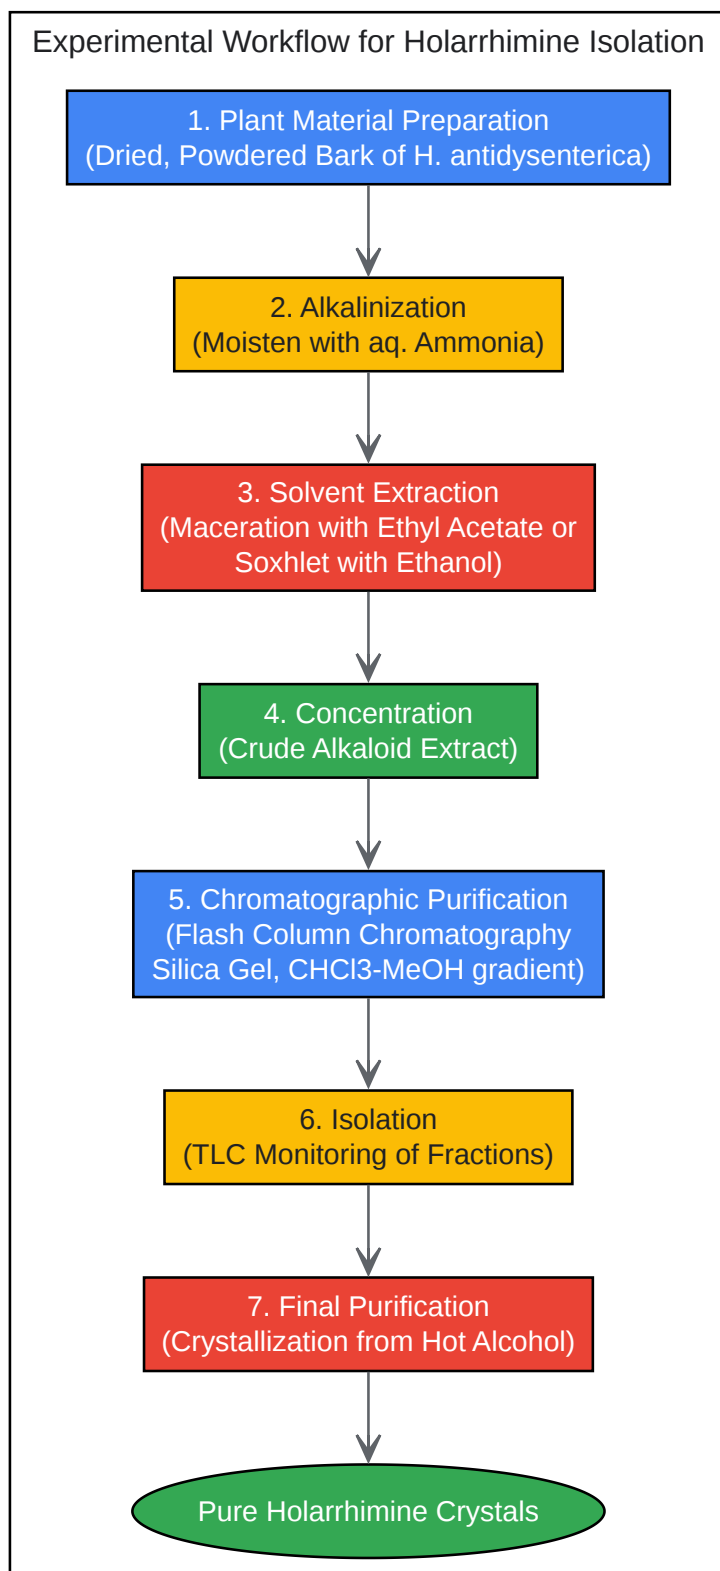 Experimental Workflow for Holarrhimine Isolation
1. Plant Material Preparation
(Dried, Powdered Bark of H. antidysenterica)
2. Alkalinization
(Moisten with aq. Ammonia)
3. Solvent Extraction
(Maceration with Ethyl Acetate or
Soxhlet with Ethanol)
4. Concentration
(Crude Alkaloid Extract)
5. Chromatographic Purification
(Flash Column Chromatography
Silica Gel, CHCl3-MeOH gradient)
6. Isolation
(TLC Monitoring of Fractions)
7. Final Purification
(Crystallization from Hot Alcohol)
Pure Holarrhimine Crystals